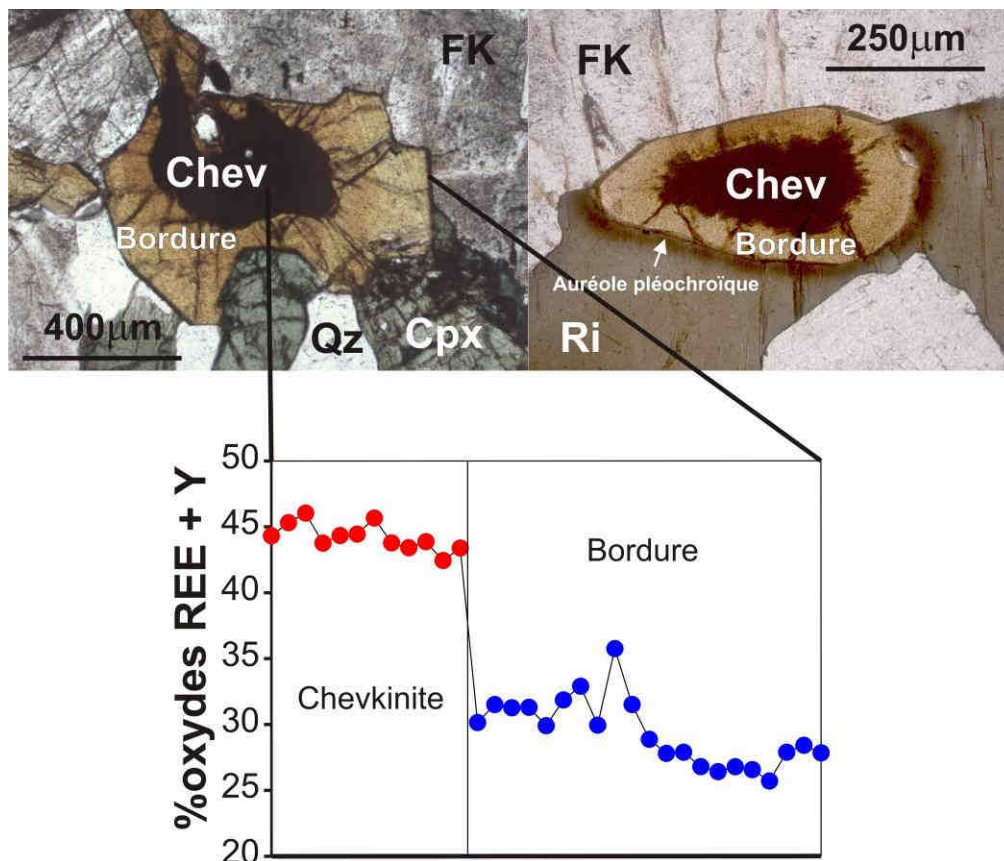 FK
Chev
Bordure
400µm
Qz
Cpx
FK
250µm
Chev
Bordure
Auréole pléochroïque
Ri
%oxydes REE + Y
50
45
40
35
30
25
20
Chevkinite
Bordure